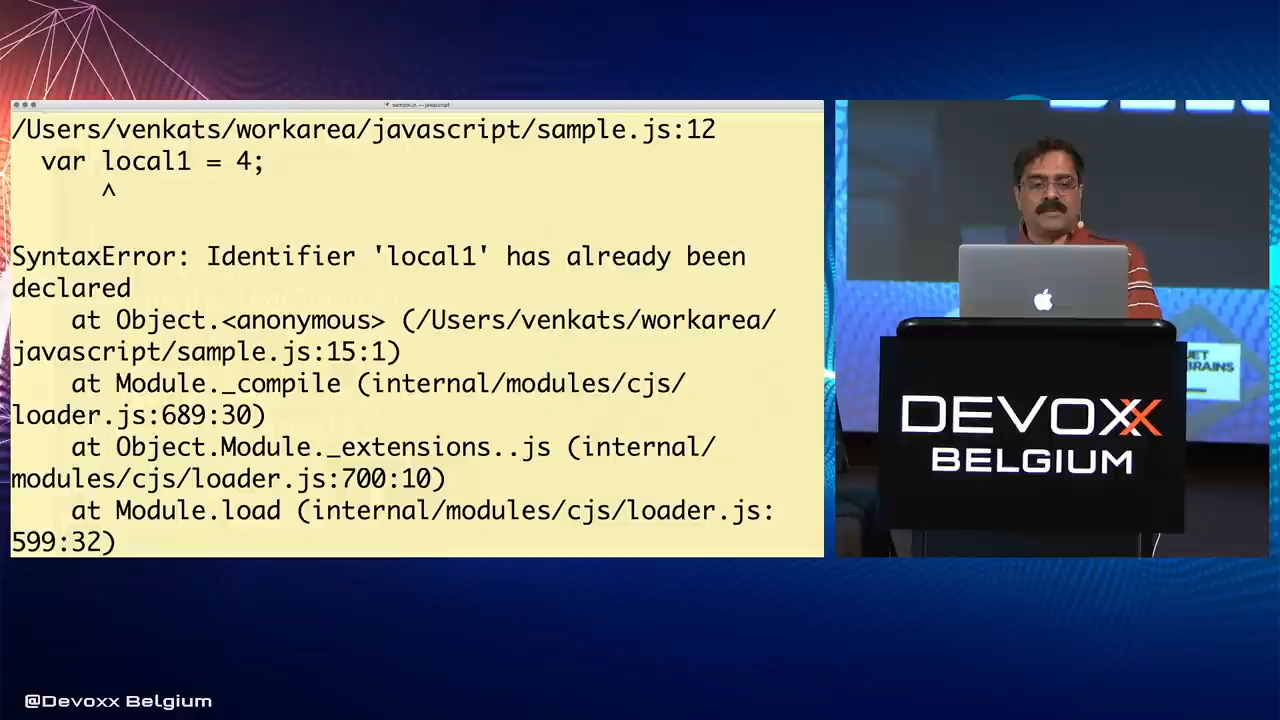 sample.js — javascript
/Users/venkats/workarea/javascript/sample.js:12
var local1 = 4;
^
SyntaxError: Identifier 'local1' has already been
declared
at Object.<anonymous> (/Users/venkats/workarea/
javascript/sample.js:15:1)
at Module._compile (internal/modules/cjs/
loader.js:689:30)
at Object.Module._extensions..js (internal/
modules/cjs/loader.js:700:10)
at Module.load (internal/modules/cjs/loader.js:
599:32)
DEVOXX
BELGIUM
@Devoxx Belgium